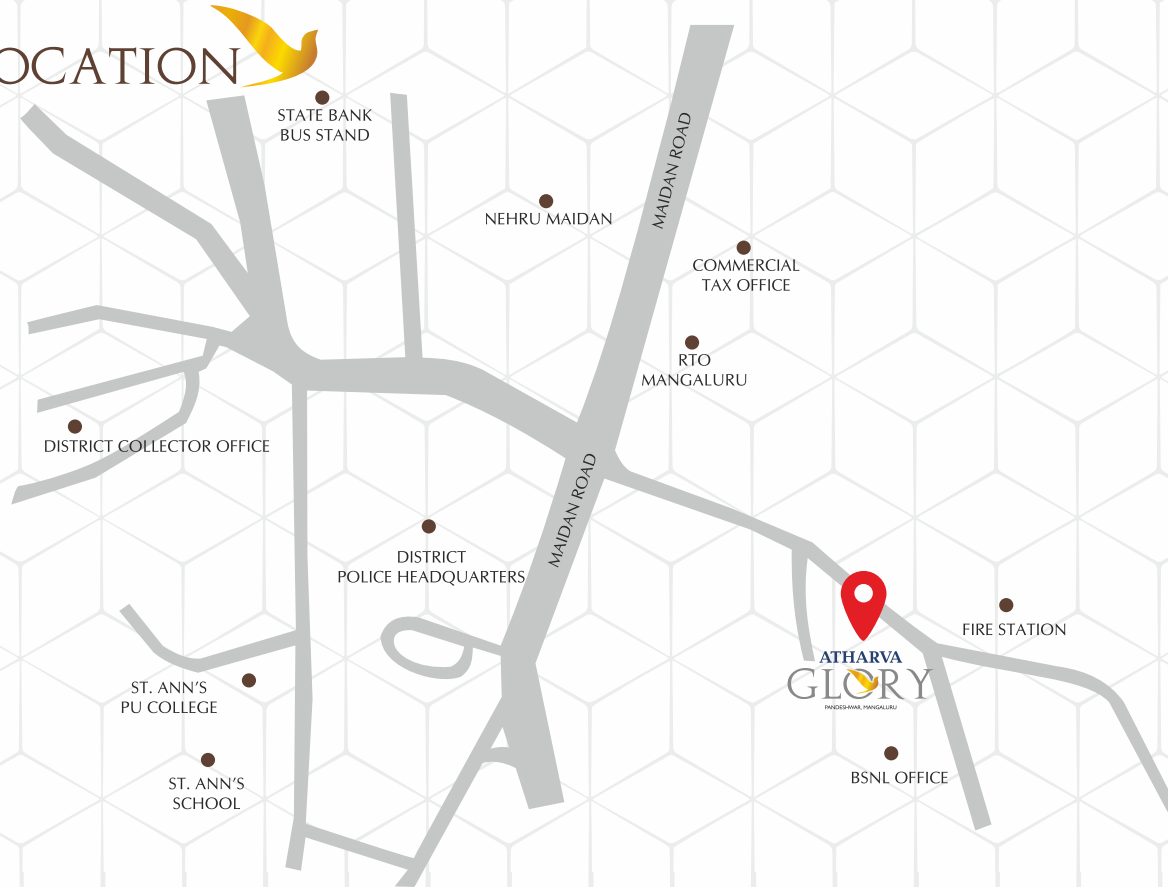 OCATION
STATE BANK
BUS STAND
MAIDAN ROAD
NEHRU MAIDAN
COMMERCIAL
TAX OFFICE
RTO
MANGALURU
DISTRICT COLLECTOR OFFICE
MAIDAN ROAD
DISTRICT
POLICE HEADQUARTERS
FIRE STATION
ATHARVA
GLORY
PANDESHWAR, MANGALURU
ST. ANN'S
PU COLLEGE
BSNL OFFICE
ST. ANN'S
SCHOOL